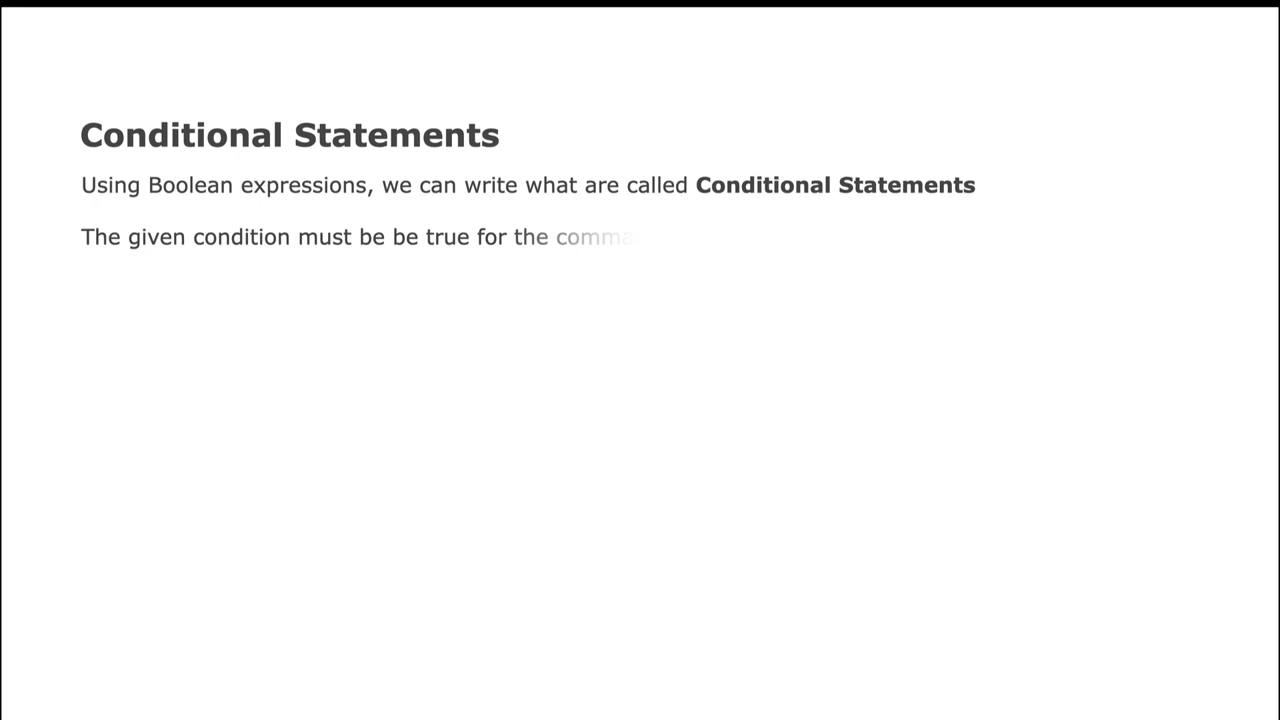 Conditional Statements
Using Boolean expressions, we can write what are called Conditional Statements
The given condition must be be true for the